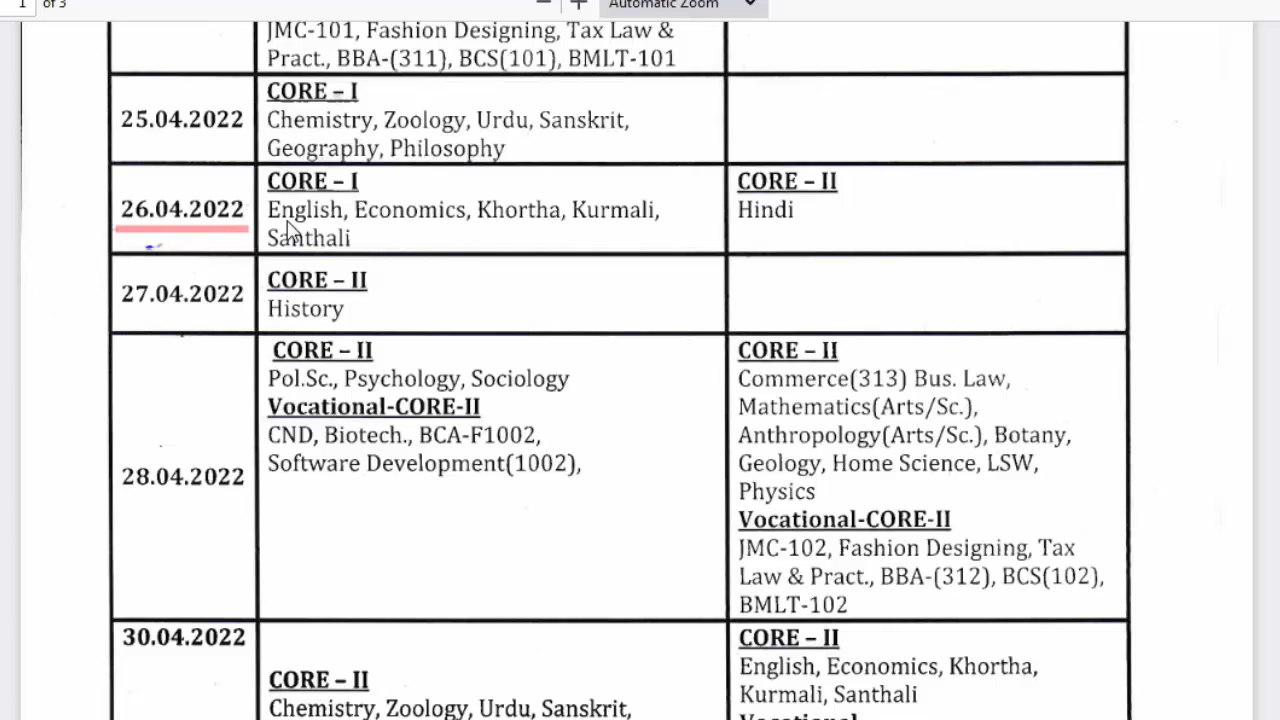 1 of 3 Automatic Zoom
JMC-101, Fashion Designing, Tax Law &
Pract., BBA-(311), BCS(101), BMLT-101
25.04.2022
CORE – I
Chemistry, Zoology, Urdu, Sanskrit,
Geography, Philosophy
26.04.2022
CORE – I
English, Economics, Khortha, Kurmali,
Santhali
CORE – II
Hindi
27.04.2022
CORE – II
History
28.04.2022
CORE – II
Pol.Sc., Psychology, Sociology
Vocational-CORE-II
CND, Biotech., BCA-F1002,
Software Development(1002),
CORE – II
Commerce(313) Bus. Law,
Mathematics(Arts/Sc.),
Anthropology(Arts/Sc.), Botany,
Geology, Home Science, LSW,
Physics
Vocational-CORE-II
JMC-102, Fashion Designing, Tax
Law & Pract., BBA-(312), BCS(102),
BMLT-102
30.04.2022
CORE – II
Chemistry, Zoology, Urdu, Sanskrit,
CORE – II
English, Economics, Khortha,
Kurmali, Santhali
Vocational